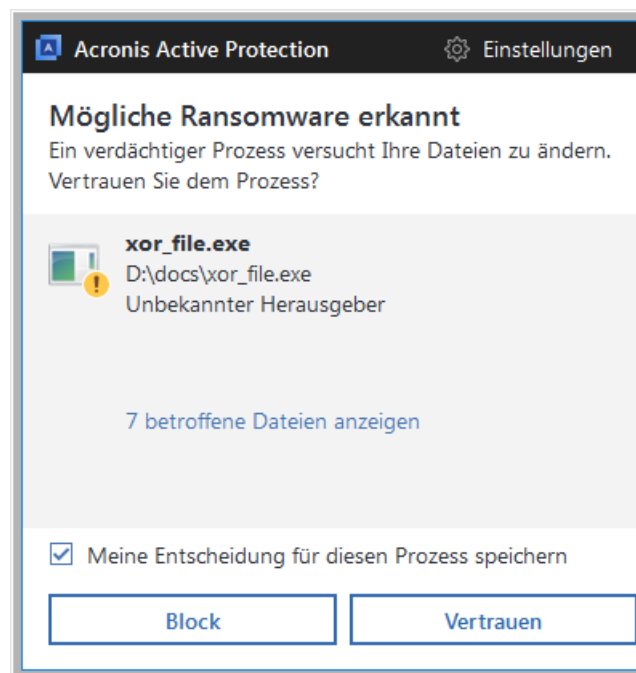 Acronis Active Protection
Einstellungen
Mögliche Ransomware erkannt
Ein verdächtiger Prozess versucht Ihre Dateien zu ändern.
Vertrauen Sie dem Prozess?
xor_file.exe
D:\docs\xor_file.exe
Unbekannter Herausgeber
7 betroffene Dateien anzeigen
Meine Entscheidung für diesen Prozess speichern
Block
Vertrauen